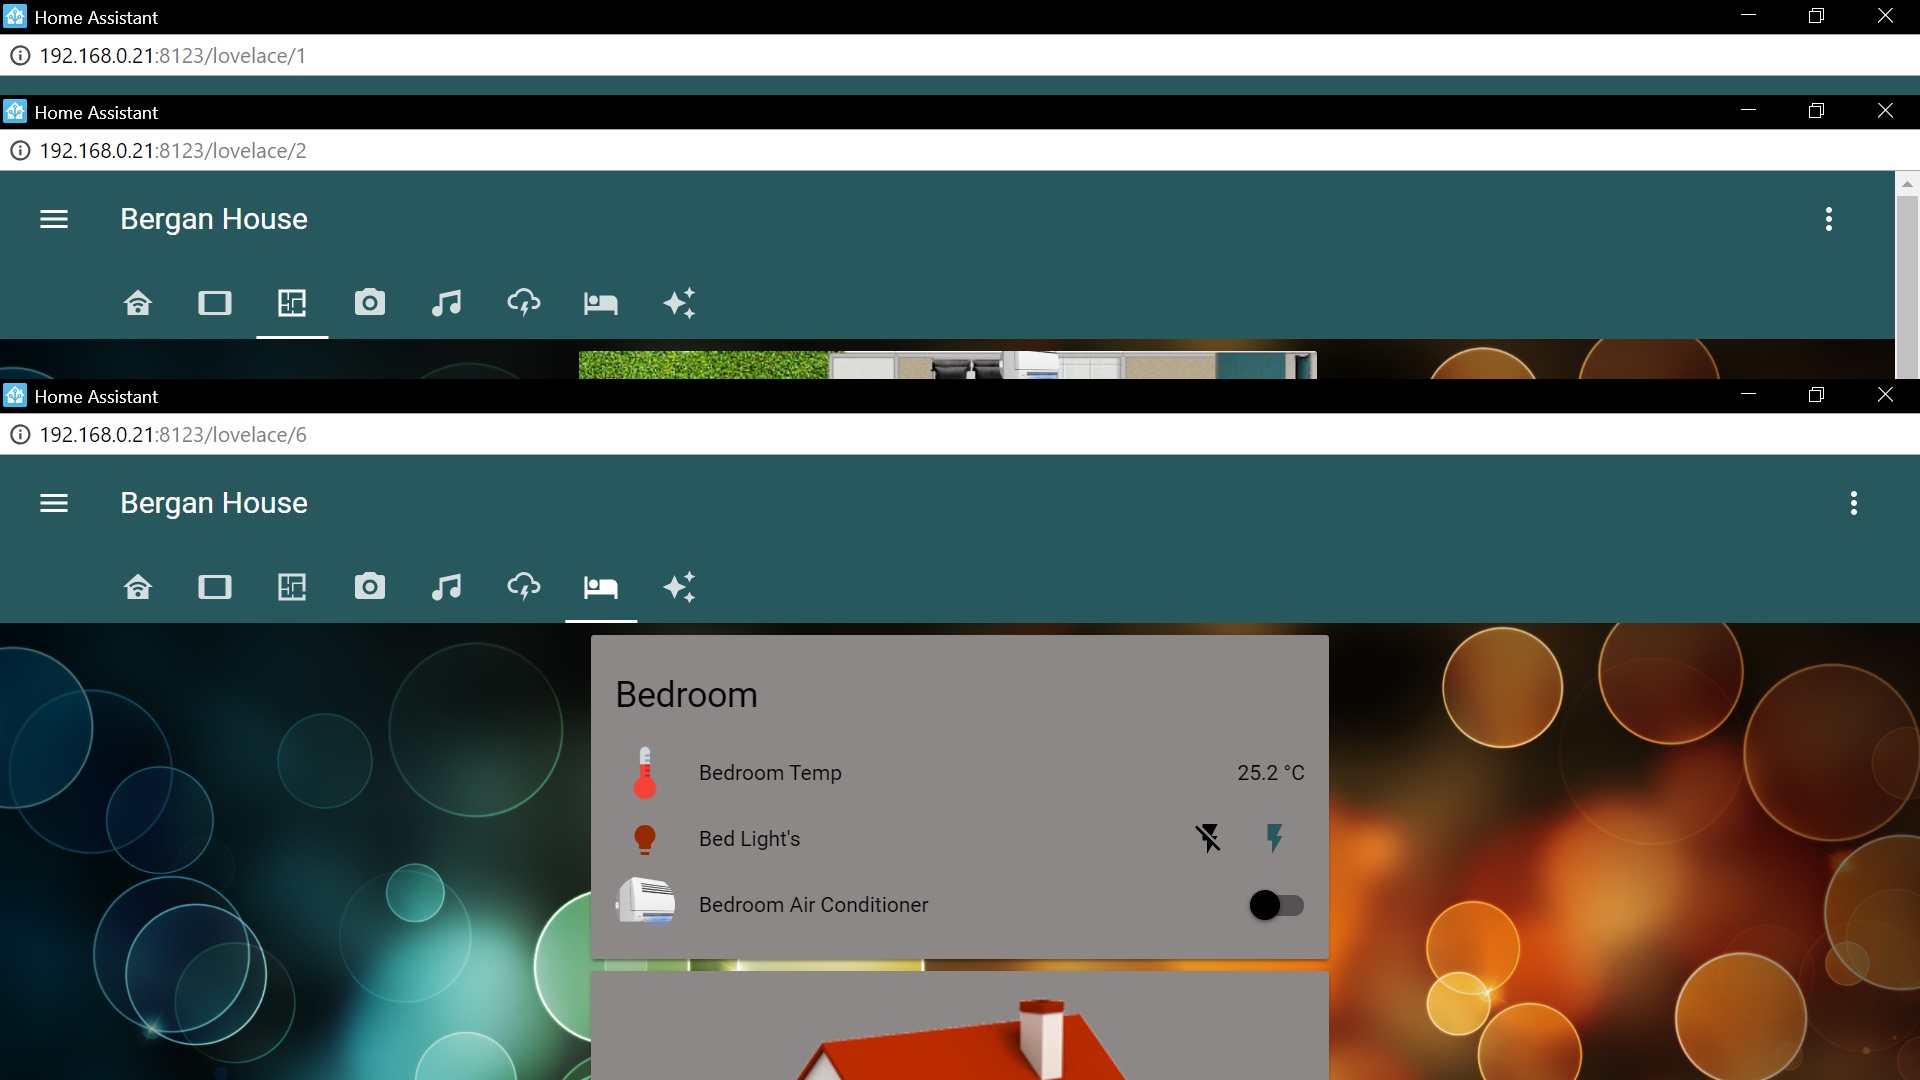 Home Assistant
192.168.0.21:8123/lovelace/1
Home Assistant
192.168.0.21:8123/lovelace/2
Bergan House
Home Assistant
192.168.0.21:8123/lovelace/6
Bergan House
Bedroom
Bedroom Temp 25.2 °C
Bed Light's
Bedroom Air Conditioner